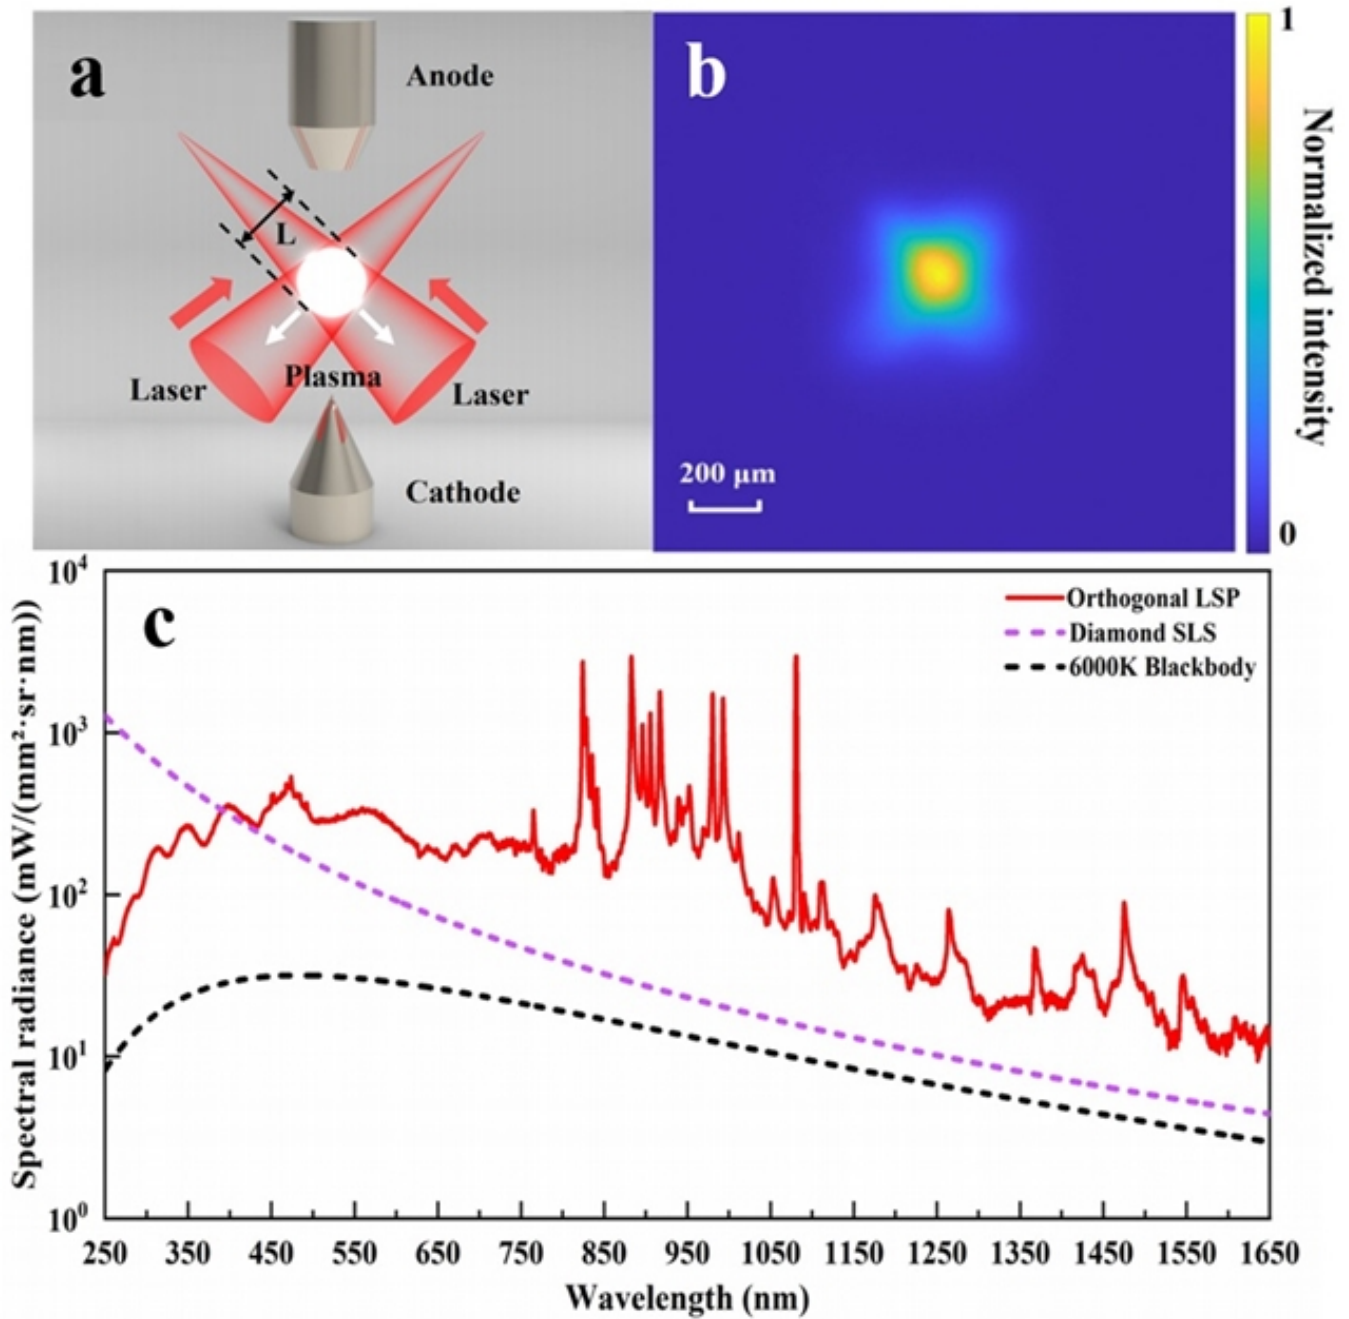 a
Anode
L
Laser
Plasma
Laser
Cathode
b
200 μm
1
Normalized intensity
0
c
Orthogonal LSP
Diamond SLS
6000K Blackbody
Spectral radiance (mW/(mm²·sr·nm))
10⁴
10³
10²
10¹
10⁰
250 350 450 550 650 750 850 950 1050 1150 1250 1350 1450 1550 1650
Wavelength (nm)